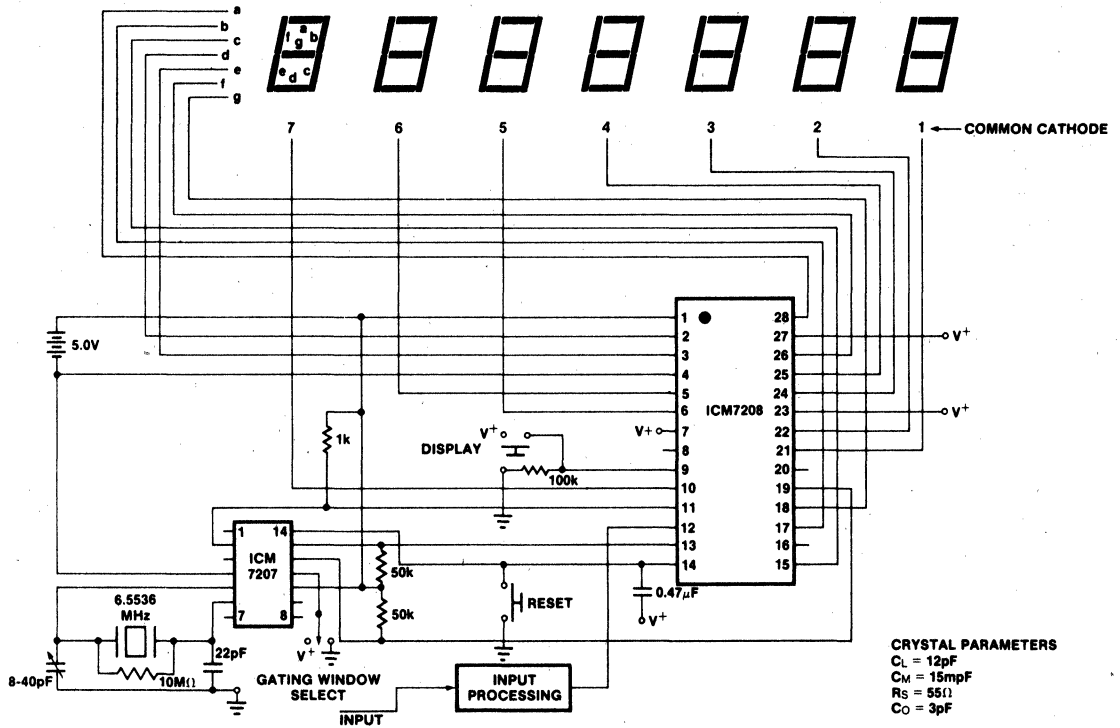 a
b
c
d
e
f
g
a
f b
g
e c
d
7 6 5 4 3 2 1 COMMON CATHODE
5.0V
1k
DISPLAY
V+
100k
1 28
2 27 V+
3 26
4 25
5 24
6 ICM7208 23 V+
V+ 7 22
8 21
9 20
10 19
11 18
12 17
13 16
14 15
1 14
ICM
7207
7 8
50k
50k
6.5536
MHz
22pF
10MΩ
8-40pF
V+
GATING WINDOW
SELECT
RESET
0.47μF
V+
INPUT
PROCESSING
INPUT
CRYSTAL PARAMETERS
CL = 12pF
CM = 15mpF
RS = 55Ω
CO = 3pF